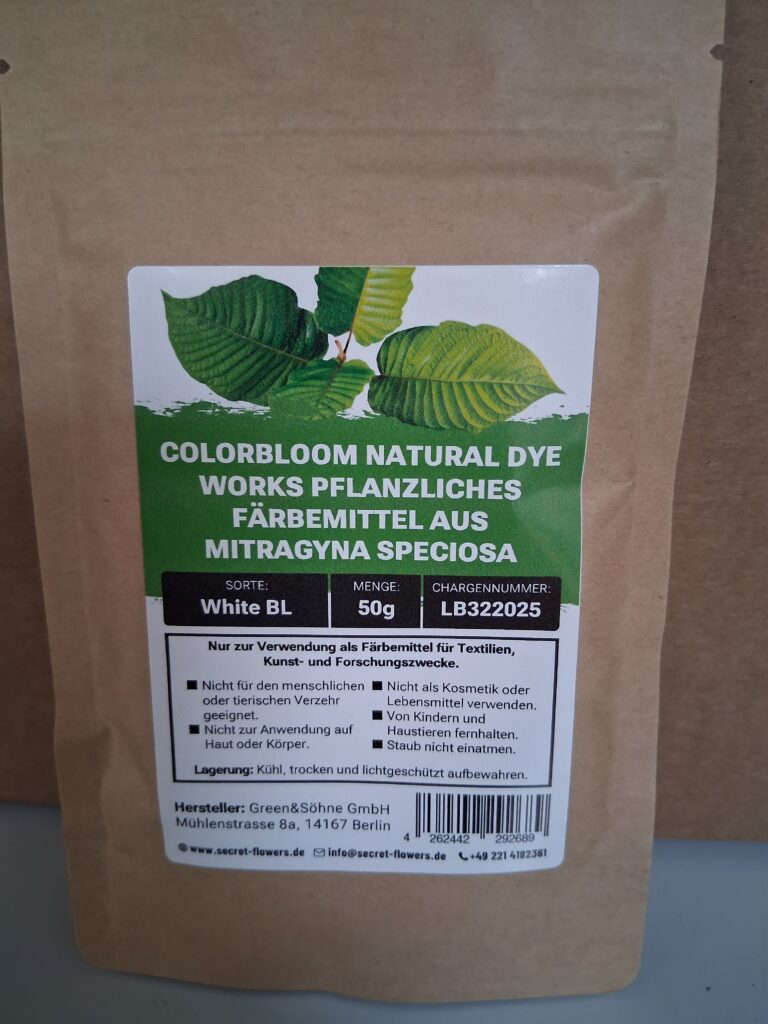 COLORBLOOM NATURAL DYE
WORKS PFLANZLICHES
FÄRBEMITTEL AUS
MITRAGYNA SPECIOSA
SORTE:
White BL
MENGE:
50g
CHARGENNUMMER:
LB322025
Nur zur Verwendung als Färbemittel für Textilien,
Kunst- und Forschungszwecke.
Nicht für den menschlichen
oder tierischen Verzehr
geeignet.
Nicht zur Anwendung auf
Haut oder Körper.
Nicht als Kosmetik oder
Lebensmittel verwenden.
Von Kindern und
Haustieren fernhalten.
Staub nicht einatmen.
Lagerung: Kühl, trocken und lichtgeschützt aufbewahren.
Hersteller: Green&Söhne GmbH
Mühlenstrasse 8a, 14167 Berlin
4 262442 292689
www.secret-flowers.de info@secret-flowers.de +49 221 4182361